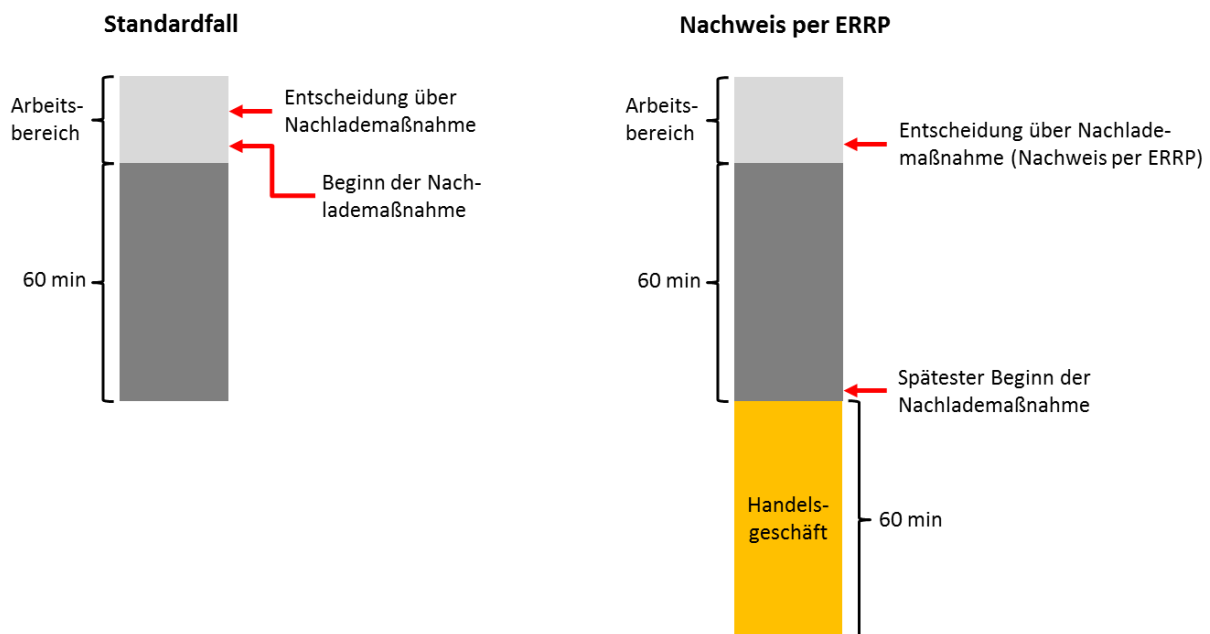 Standardfall
Arbeits-
bereich
Entscheidung über
Nachlademaßnahme
Beginn der Nach-
lademaßnahme
60 min
Nachweis per ERRP
Arbeits-
bereich
Entscheidung über Nachlade-
maßnahme (Nachweis per ERRP)
60 min
Spätester Beginn der
Nachlademaßnahme
Handels-
geschäft
60 min